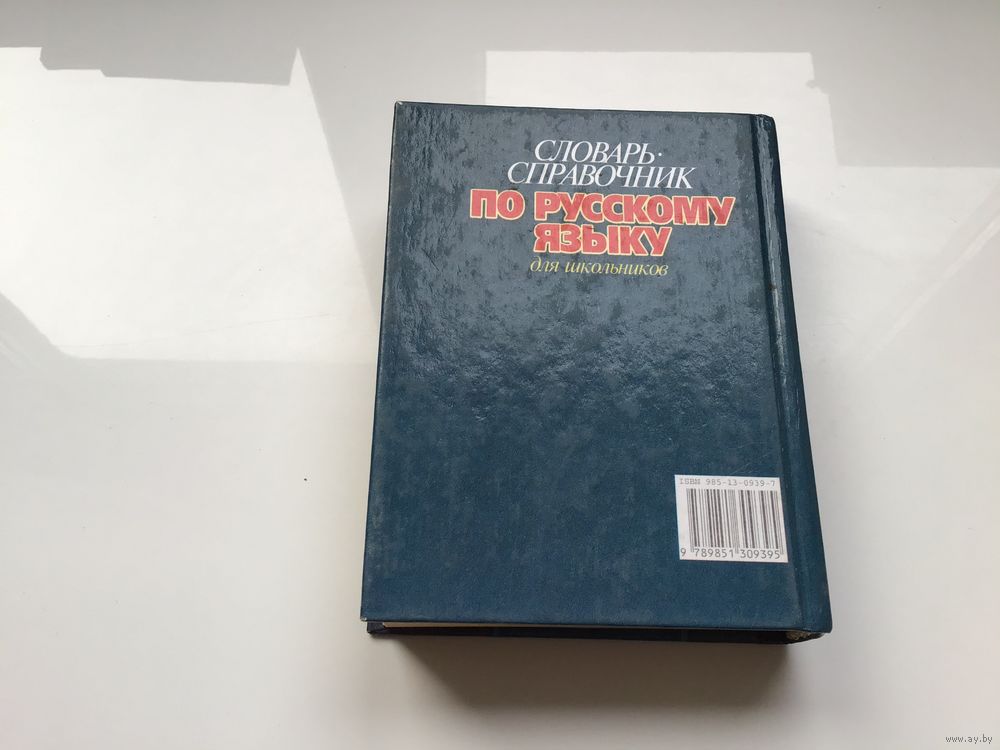 СЛОВАРЬ·
СПРАВОЧНИК
ПО РУССКОМУ
ЯЗЫКУ
для школьников
ISBN 985-13-0939-7
9 789851 309395
www.ay.by